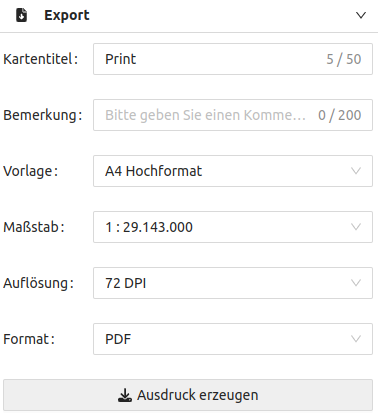 Export
Kartentitel: Print 5 / 50
Bemerkung: Bitte geben Sie einen Komme... 0 / 200
Vorlage: A4 Hochformat
Maßstab: 1 : 29.143.000
Auflösung: 72 DPI
Format: PDF
Ausdruck erzeugen